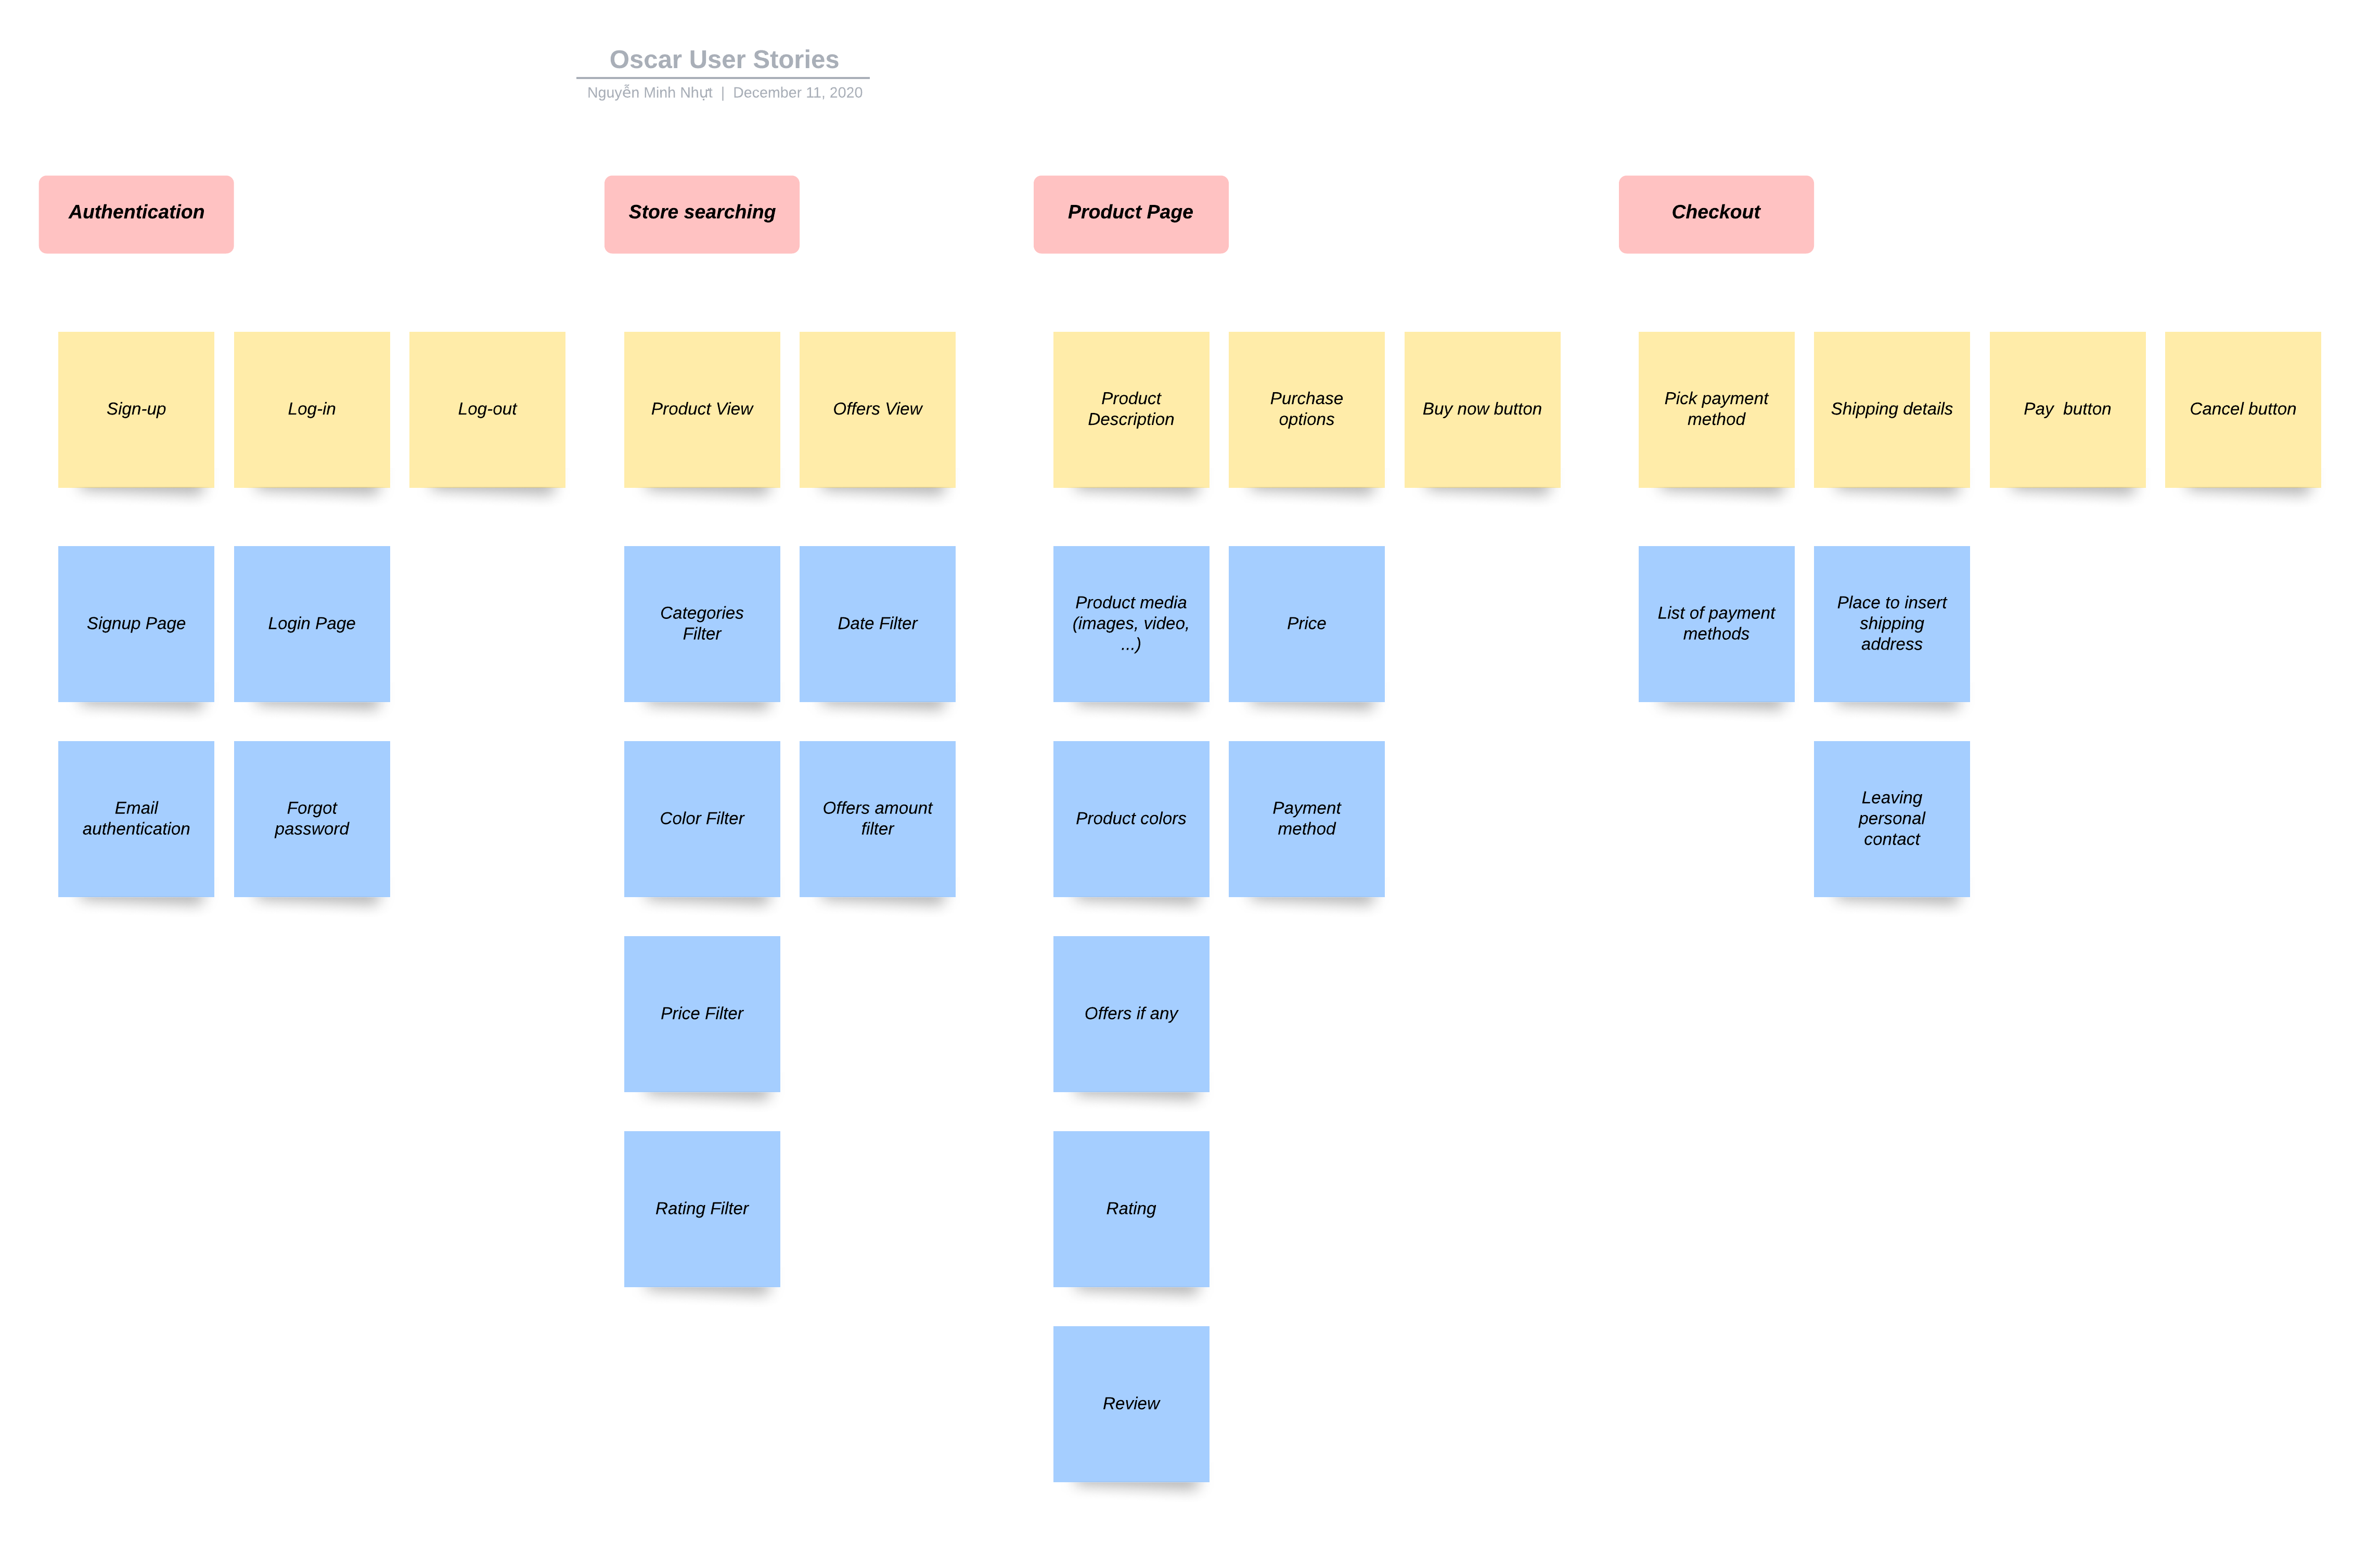 Oscar User Stories
Nguyễn Minh Nhựt | December 11, 2020
Authentication
Store searching
Product Page
Checkout
Sign-up
Log-in
Log-out
Product View
Offers View
Product
Description
Purchase
options
Buy now button
Pick payment
method
Shipping details
Pay  button
Cancel button
Signup Page
Login Page
Categories
Filter
Date Filter
Product media
(images, video,
...)
Price
List of payment
methods
Place to insert
shipping
address
Email
authentication
Forgot
password
Color Filter
Offers amount
filter
Product colors
Payment
method
Leaving
personal
contact
Price Filter
Offers if any
Rating Filter
Rating
Review